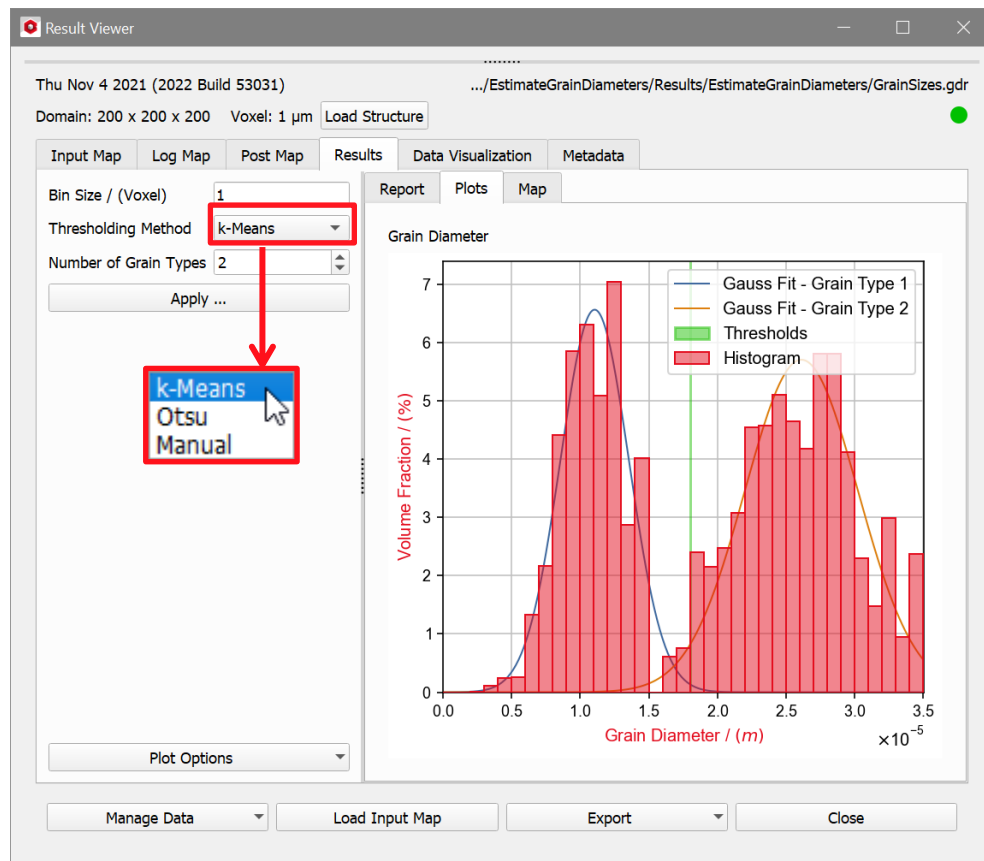 Result Viewer
Thu Nov 4 2021 (2022 Build 53031) .../EstimateGrainDiameters/Results/EstimateGrainDiameters/GrainSizes.gdr
Domain: 200 x 200 x 200 Voxel: 1 µm Load Structure
Input Map Log Map Post Map Results Data Visualization Metadata
Bin Size / (Voxel) 1
Thresholding Method k-Means
Number of Grain Types 2
Apply ...
k-Means
Otsu
Manual
Plot Options
Report Plots Map
Grain Diameter
Gauss Fit - Grain Type 1
Gauss Fit - Grain Type 2
Thresholds
Histogram
Volume Fraction / (%)
7
6
5
4
3
2
1
0
0.0 0.5 1.0 1.5 2.0 2.5 3.0 3.5
Grain Diameter / (m) ×10⁻⁵
Manage Data Load Input Map Export Close